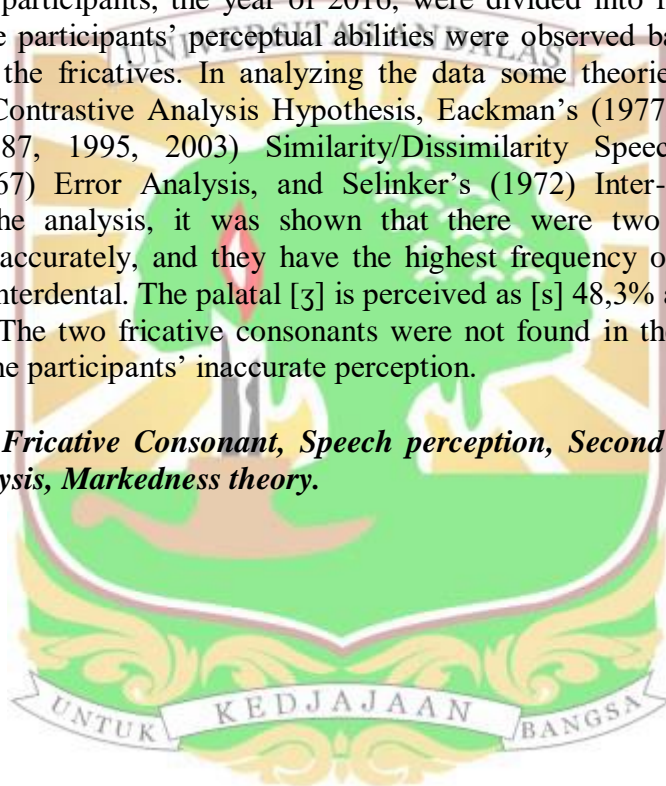 participants, the year of 2016, were divided into
e participants’ perceptual abilities were observed ba
UNIVERSITAS ANDALAS
the fricatives. In analyzing the data some theorie
Contrastive Analysis Hypothesis, Eackman’s (1977
87, 1995, 2003) Similarity/Dissimilarity Speec
67) Error Analysis, and Selinker’s (1972) Inter-
he analysis, it was shown that there were two
accurately, and they have the highest frequency o
nterdental. The palatal [ʒ] is perceived as [s] 48,3% a
The two fricative consonants were not found in th
ne participants’ inaccurate perception.
Fricative Consonant, Speech perception, Second
ysis, Markedness theory.
UNTUK KEDJAJAAN BANGSA